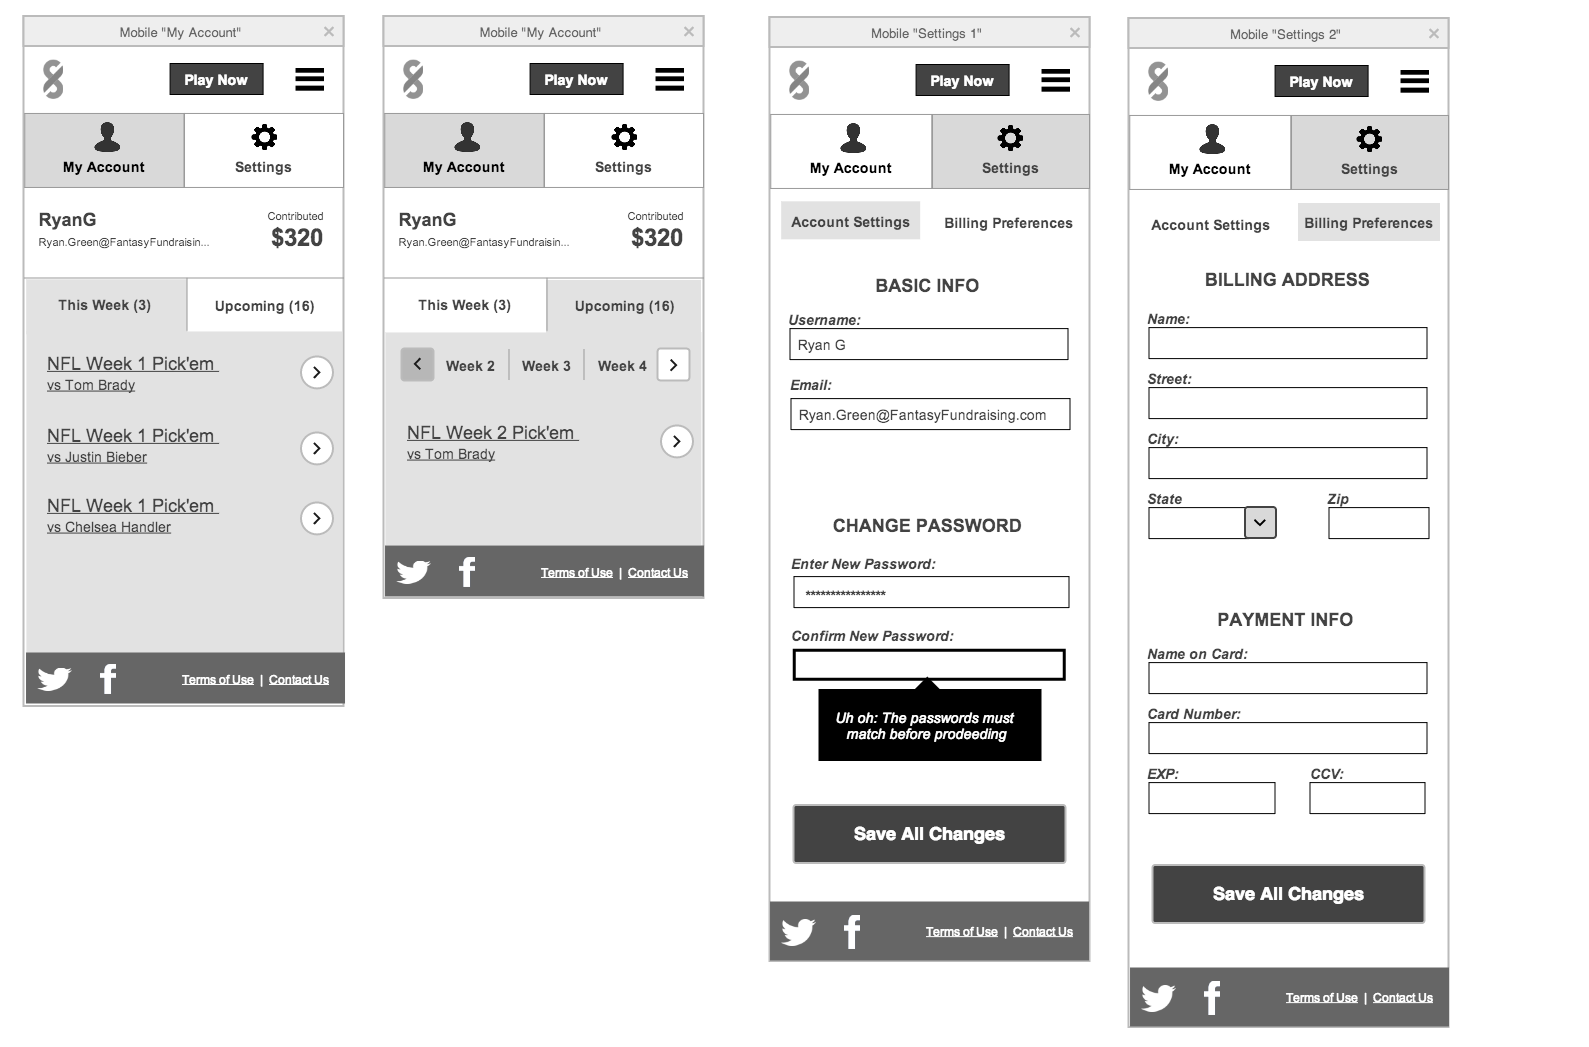 Mobile "My Account"
Play Now
My Account
Settings
RyanG
Ryan.Green@FantasyFundraisin...
Contributed
$320
This Week (3)
Upcoming (16)
NFL Week 1 Pick'em
vs Tom Brady
NFL Week 1 Pick'em
vs Justin Bieber
NFL Week 1 Pick'em
vs Chelsea Handler
Terms of Use | Contact Us
Mobile "My Account"
Play Now
My Account
Settings
RyanG
Ryan.Green@FantasyFundraisin...
Contributed
$320
This Week (3)
Upcoming (16)
Week 2
Week 3
Week 4
NFL Week 2 Pick'em
vs Tom Brady
Terms of Use | Contact Us
Mobile "Settings 1"
Play Now
My Account
Settings
Account Settings
Billing Preferences
BASIC INFO
Username:
Ryan G
Email:
Ryan.Green@FantasyFundraising.com
CHANGE PASSWORD
Enter New Password:
****************
Confirm New Password:
Uh oh: The passwords must
match before prodeeding
Save All Changes
Terms of Use | Contact Us
Mobile "Settings 2"
Play Now
My Account
Settings
Account Settings
Billing Preferences
BILLING ADDRESS
Name:
Street:
City:
State
Zip
PAYMENT INFO
Name on Card:
Card Number:
EXP:
CCV:
Save All Changes
Terms of Use | Contact Us